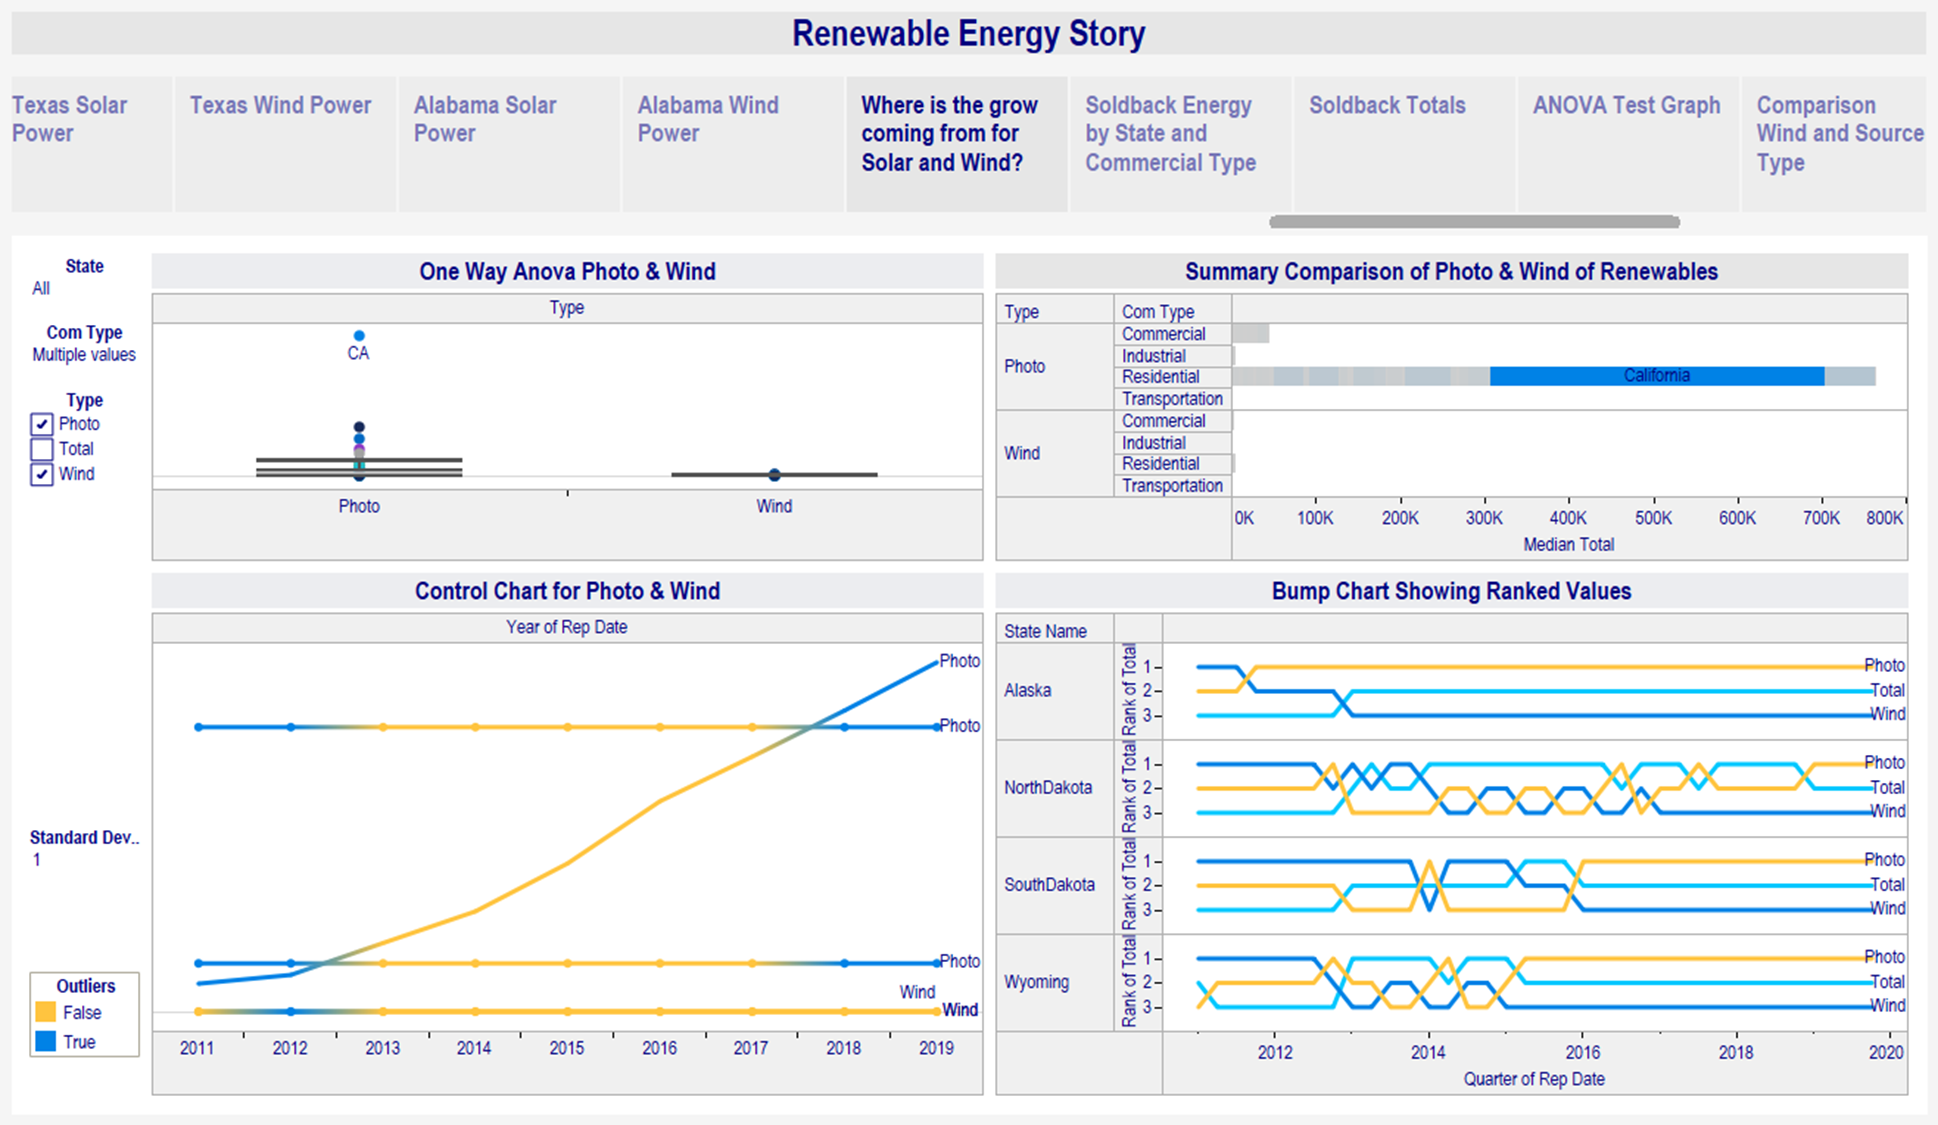 Renewable Energy Story
Texas Solar
Power
Texas Wind Power
Alabama Solar
Power
Alabama Wind
Power
Where is the grow
coming from for
Solar and Wind?
Soldback Energy
by State and
Commercial Type
Soldback Totals
ANOVA Test Graph
Comparison
Wind and Source
Type
State
All
Com Type
Multiple values
Type
Photo
Total
Wind
One Way Anova Photo & Wind
Type
CA
Photo
Wind
Summary Comparison of Photo & Wind of Renewables
Type
Com Type
Photo
Commercial
Industrial
Residential
California
Transportation
Wind
Commercial
Industrial
Residential
Transportation
0K 100K 200K 300K 400K 500K 600K 700K 800K
Median Total
Standard Dev..
1
Outliers
False
True
Control Chart for Photo & Wind
Year of Rep Date
Photo
Photo
Photo
Wind
Wind
2011 2012 2013 2014 2015 2016 2017 2018 2019
Bump Chart Showing Ranked Values
State Name
Alaska
Rank of Total
1
2
3
Photo
Total
Wind
NorthDakota
Rank of Total
1
2
3
Photo
Total
Wind
SouthDakota
Rank of Total
1
2
3
Photo
Total
Wind
Wyoming
Rank of Total
1
2
3
Photo
Total
Wind
2012 2014 2016 2018 2020
Quarter of Rep Date